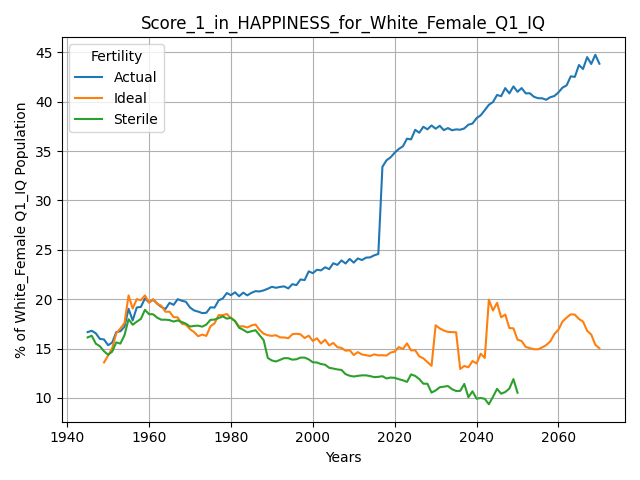 Score_1_in_HAPPINESS_for_White_Female_Q1_IQ
Fertility
Actual
Ideal
Sterile
% of White_Female Q1_IQ Population
45
40
35
30
25
20
15
10
1940
1960
1980
2000
2020
2040
2060
Years